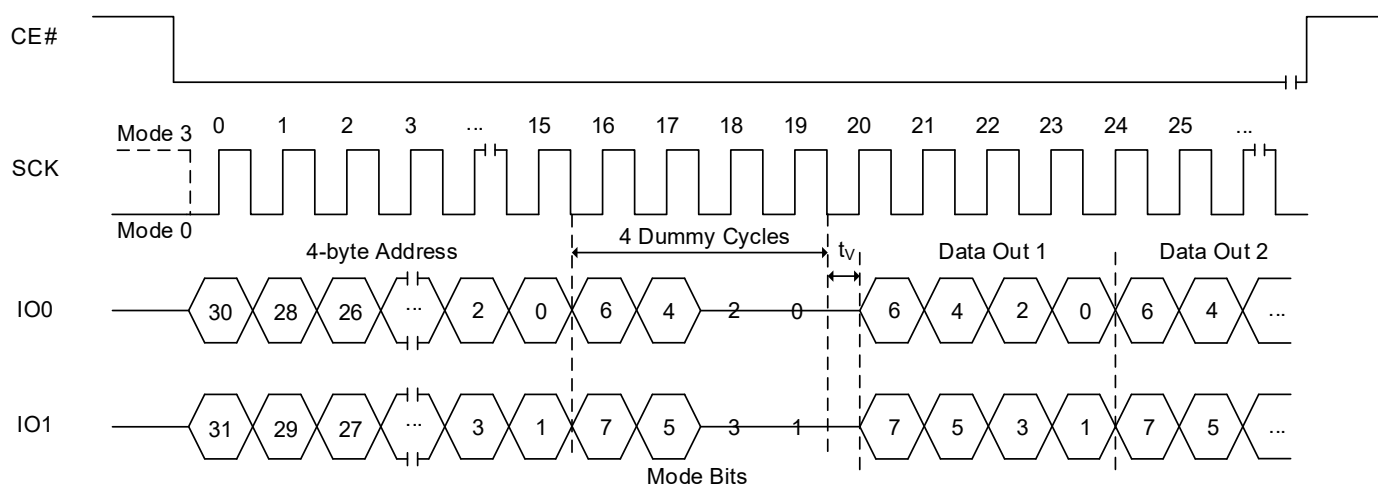 CE#
Mode 3 0 1 2 3 ... 15 16 17 18 19 20 21 22 23 24 25 ...
SCK
Mode 0
4-byte Address 4 Dummy Cycles tV Data Out 1 Data Out 2
IO0 30 28 26 ... 2 0 6 4 2 0 6 4 2 0 6 4 ...
IO1 31 29 27 ... 3 1 7 5 3 1 7 5 3 1 7 5 ...
Mode Bits